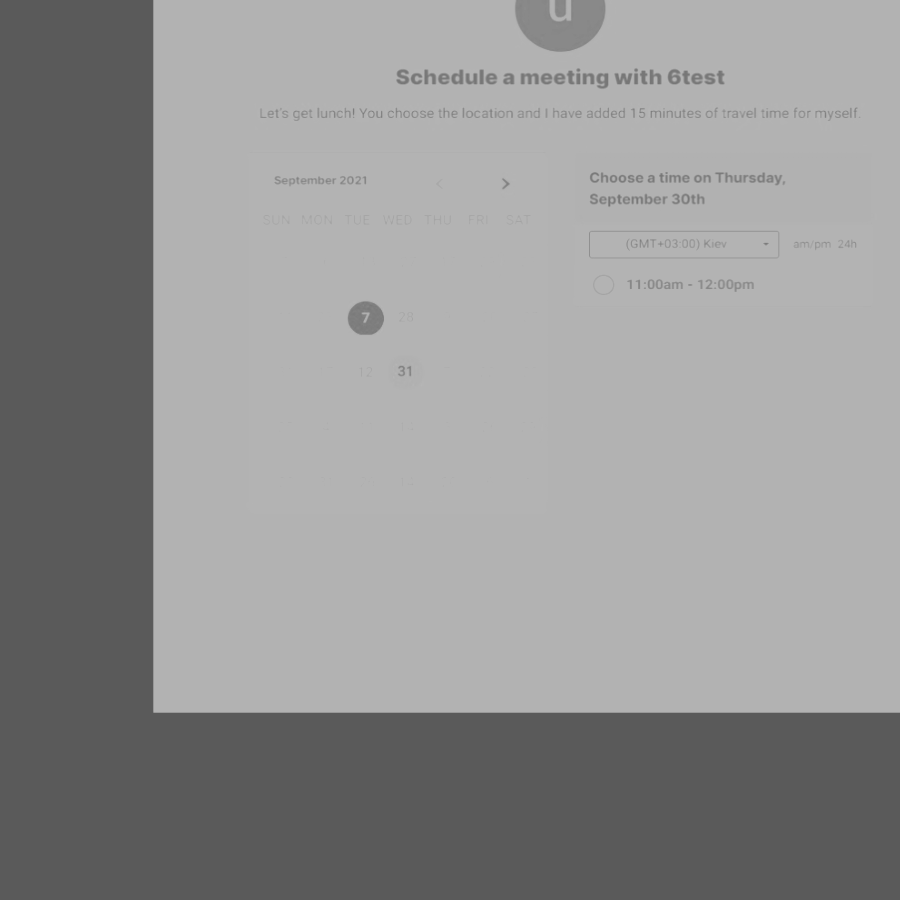 u
Schedule a meeting with 6test
Let's get lunch! You choose the location and I have added 15 minutes of travel time for myself.
September 2021
SUN MON TUE WED THU FRI SAT
7 28
12 31
Choose a time on Thursday,
September 30th
(GMT+03:00) Kiev
am/pm 24h
11:00am - 12:00pm